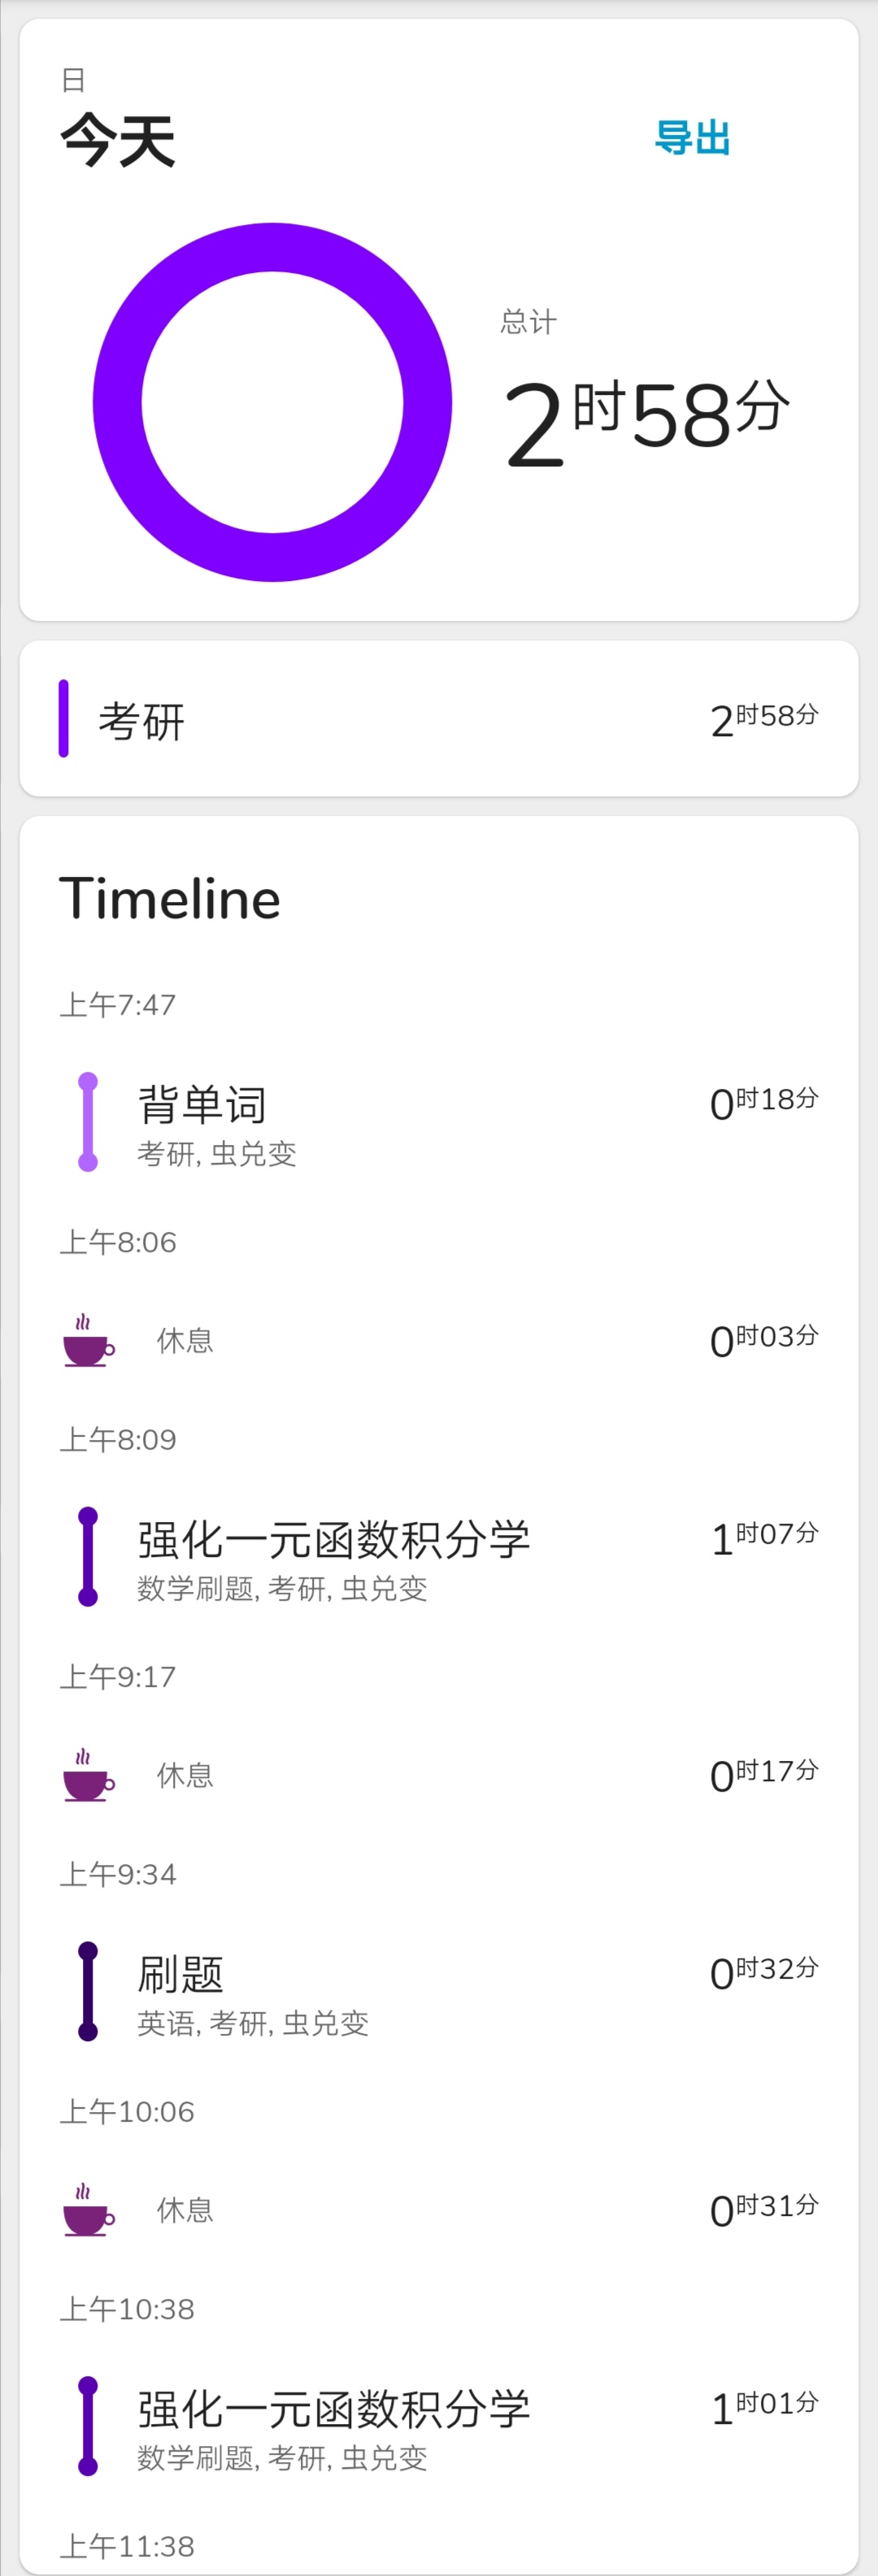 日
今天
导出
总计
2时58分
考研 2时58分
Timeline
上午7:47
背单词 0时18分
考研, 虫兑变
上午8:06
休息 0时03分
上午8:09
强化一元函数积分学 1时07分
数学刷题, 考研, 虫兑变
上午9:17
休息 0时17分
上午9:34
刷题 0时32分
英语, 考研, 虫兑变
上午10:06
休息 0时31分
上午10:38
强化一元函数积分学 1时01分
数学刷题, 考研, 虫兑变
上午11:38